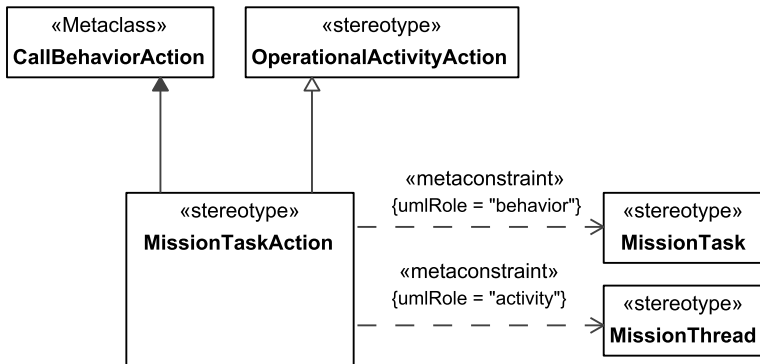 «Metaclass»
CallBehaviorAction
«stereotype»
OperationalActivityAction
«stereotype»
MissionTaskAction
«metaconstraint»
{umlRole = "behavior"}
«stereotype»
MissionTask
«metaconstraint»
{umlRole = "activity"}
«stereotype»
MissionThread